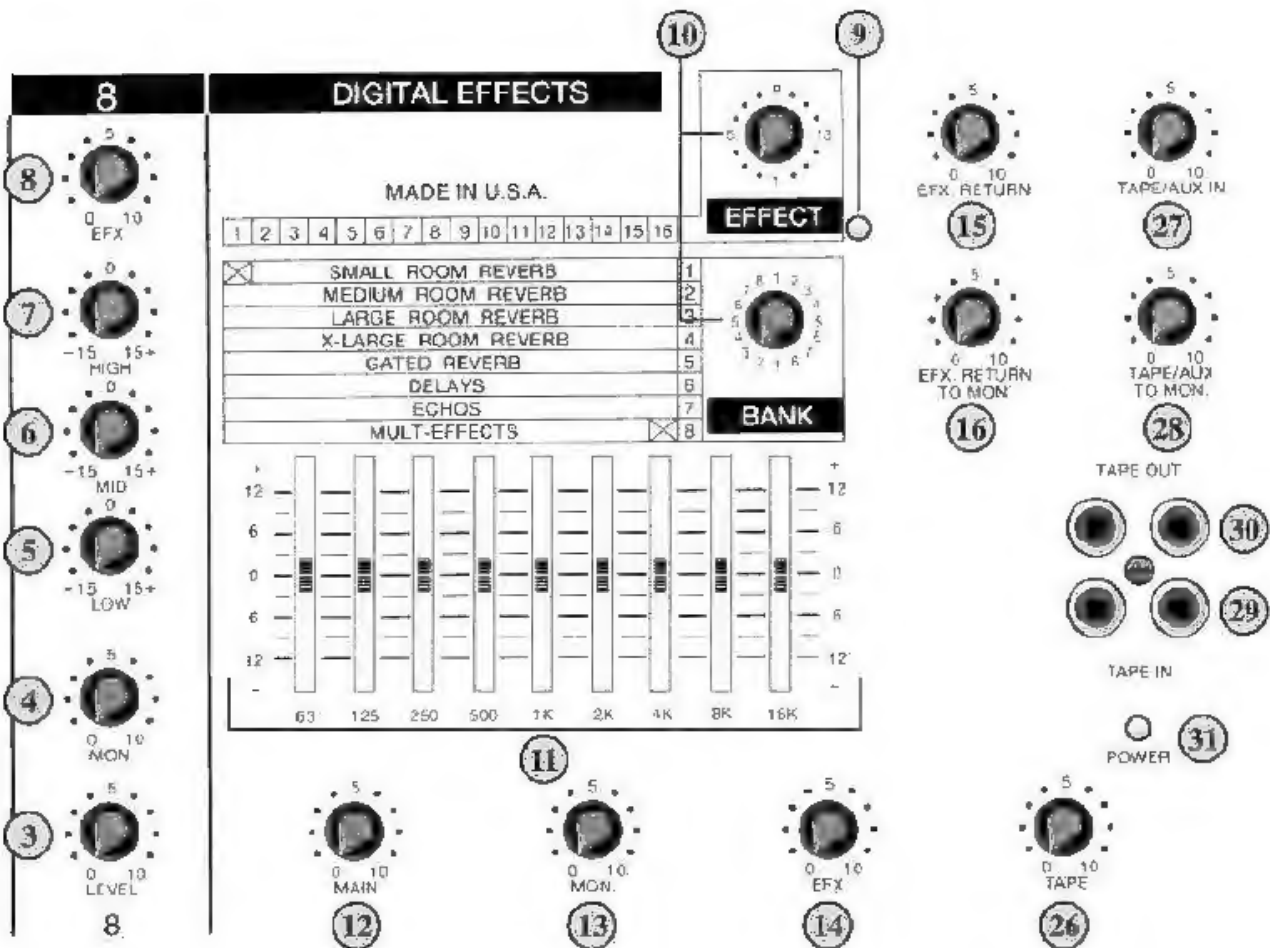 10 9
8 DIGITAL EFFECTS
8
5
0 10
EFX
7
0
-15 15+
HIGH
6
0
-15 15+
MID
5
-15 15+
LOW
4
5
0 10
MON
3
5
0 10
LEVEL
8
MADE IN U.S.A.
1 2 3 4 5 6 7 8 9 10 11 12 13 14 15 16
SMALL ROOM REVERB 1
MEDIUM ROOM REVERB 2
LARGE ROOM REVERB 3
X-LARGE ROOM REVERB 4
GATED REVERB 5
DELAYS 6
ECHOS 7
MULT-EFFECTS 8
EFFECT
BANK
+ +
12 12
6 6
0 0
6 6
12 12
- -
63 125 250 500 1K 2K 4K 8K 16K
11
5
0 10
MAIN
12
5
0 10
MON.
13
5
0 10
EFX
14
5
0 10
TAPE
26
5
0 10
EFX. RETURN
15
5
0 10
TAPE/AUX IN
27
5
0 10
EFX. RETURN
TO MON.
16
5
0 10
TAPE/AUX
TO MON.
28
TAPE OUT
30
29
TAPE IN
POWER 31